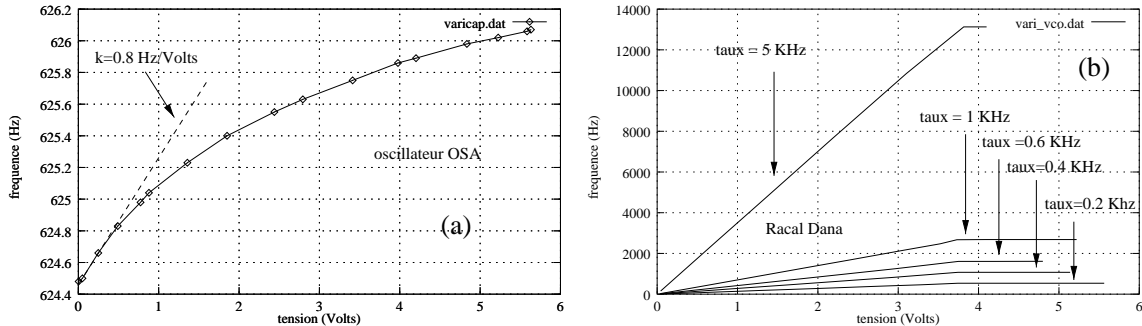 626.2
626
625.8
625.6
625.4
625.2
625
624.8
624.6
624.4
0 1 2 3 4 5 6
frequence (Hz)
tension (Volts)
varicap.dat
k=0.8 Hz/Volts
oscillateur OSA
(a)
14000
12000
10000
8000
6000
4000
2000
0
0 1 2 3 4 5 6
frequence (Hz)
tension (Volts)
vari_vco.dat
taux = 5 KHz
(b)
taux = 1 KHz
taux =0.6 KHz
taux=0.4 KHz
taux=0.2 Khz
Racal Dana